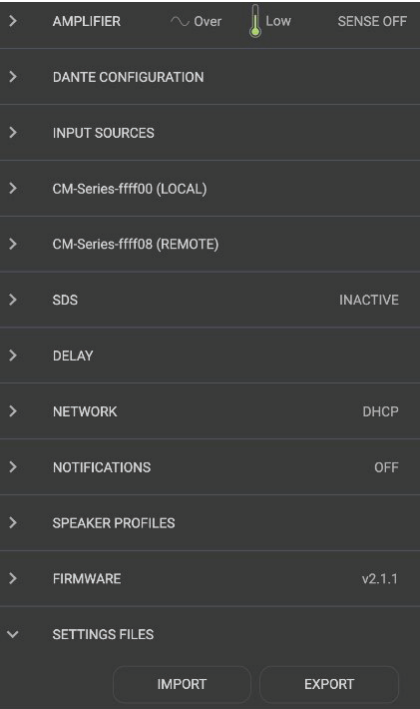 AMPLIFIER Over Low SENSE OFF
DANTE CONFIGURATION
INPUT SOURCES
CM-Series-ffff00 (LOCAL)
CM-Series-ffff08 (REMOTE)
SDS INACTIVE
DELAY
NETWORK DHCP
NOTIFICATIONS OFF
SPEAKER PROFILES
FIRMWARE v2.1.1
SETTINGS FILES
IMPORT EXPORT